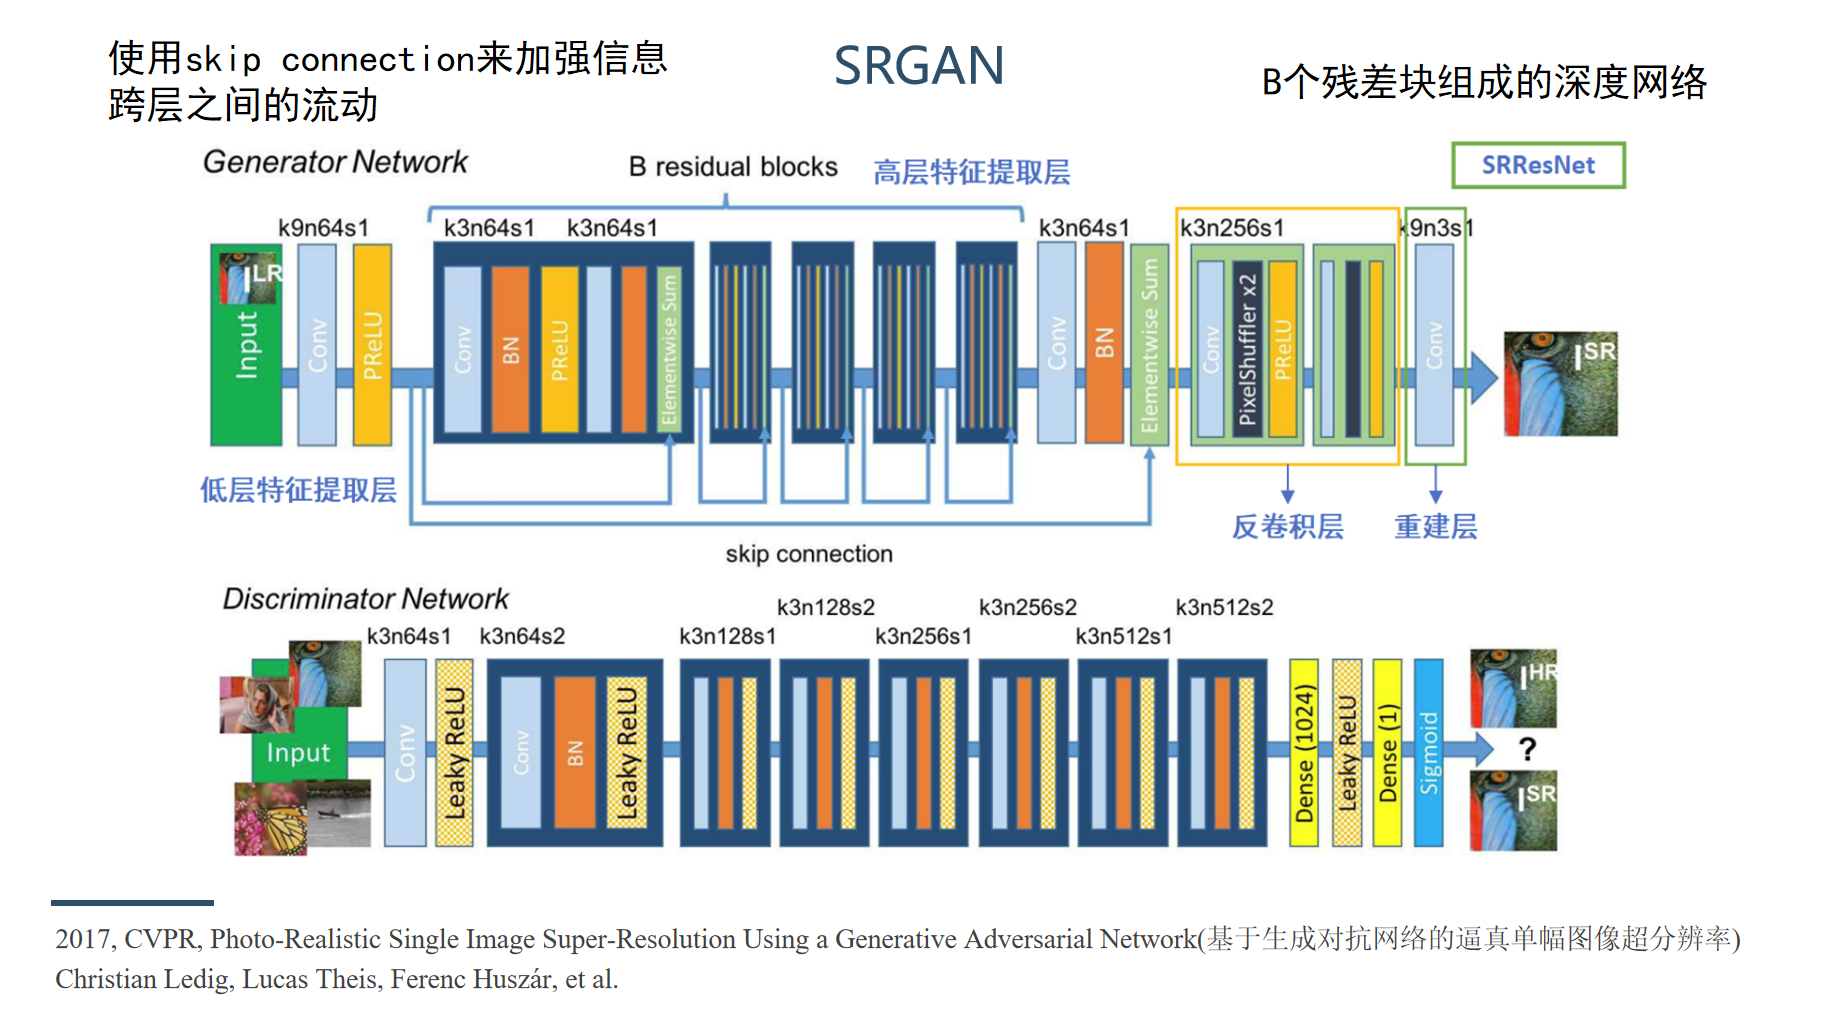 使用skip connection来加强信息
跨层之间的流动
SRGAN
B个残差块组成的深度网络
Generator Network
B residual blocks
高层特征提取层
SRResNet
k9n64s1
k3n64s1
k3n64s1
k3n64s1
k3n256s1
k9n3s1
Input
I LR
Conv
PReLU
Conv
BN
PReLU
Elementwise Sum
Conv
BN
Elementwise Sum
Conv
PixelShuffler x2
PReLU
Conv
I SR
低层特征提取层
skip connection
反卷积层
重建层
Discriminator Network
k3n64s1
k3n64s2
k3n128s1
k3n128s2
k3n256s1
k3n256s2
k3n512s1
k3n512s2
Input
Conv
Leaky ReLU
Conv
BN
Leaky ReLU
Dense (1024)
Leaky ReLU
Dense (1)
Sigmoid
I HR
?
I SR
2017, CVPR, Photo-Realistic Single Image Super-Resolution Using a Generative Adversarial Network(基于生成对抗网络的逼真单幅图像超分辨率)
Christian Ledig, Lucas Theis, Ferenc Huszár, et al.